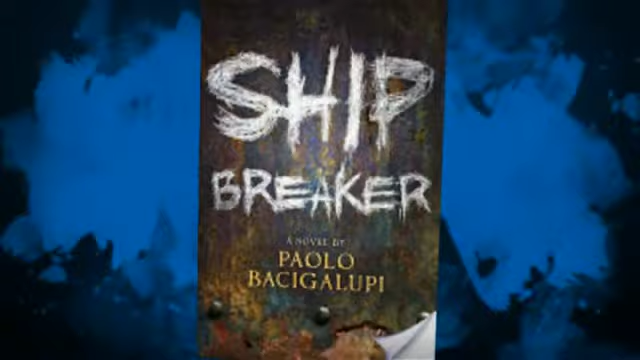 SHIP
BREAKER
A NOVEL BY
PAOLO
BACIGALUPI